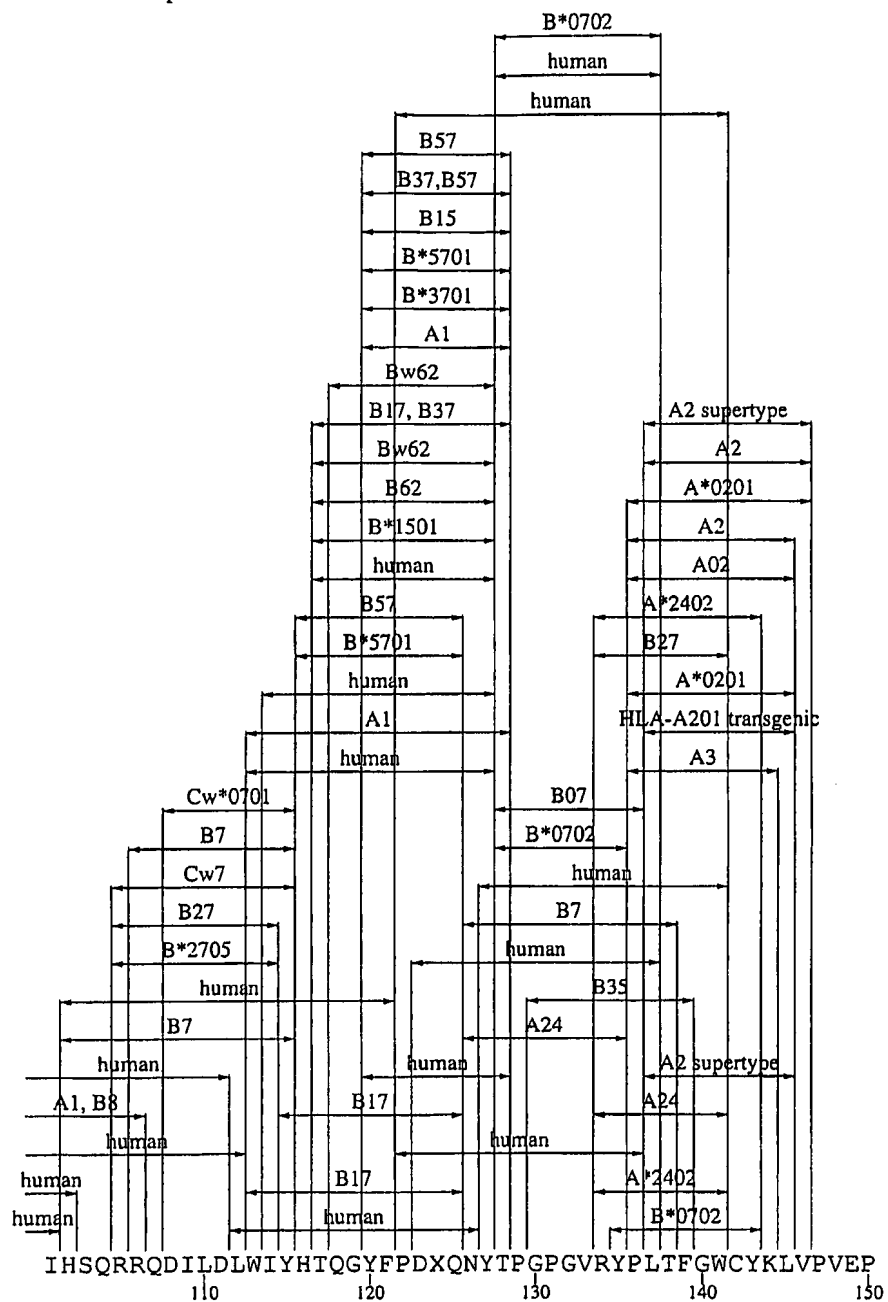 B*0702
human
human
B57
B37,B57
B15
B*5701
B*3701
A1
Bw62
B17, B37 A2 supertype
Bw62 A2
B62 A*0201
B*1501 A2
human A02
B57 A*2402
B*5701 B27
human A*0201
A1 HLA-A201 transgenic
human A3
Cw*0701 B07
B7 B*0702
Cw7 human
B27 B7
B*2705 human
human B35
B7 A24
human human A2 supertype
A1, B8 B17 A24
human human
human B17 A*2402
human human B*0702
IHSQRRQDILDLWIYHTQGYFPDXQNYTPGPGVRYPLTFGWCYKLVPVEP
110 120 130 140 150